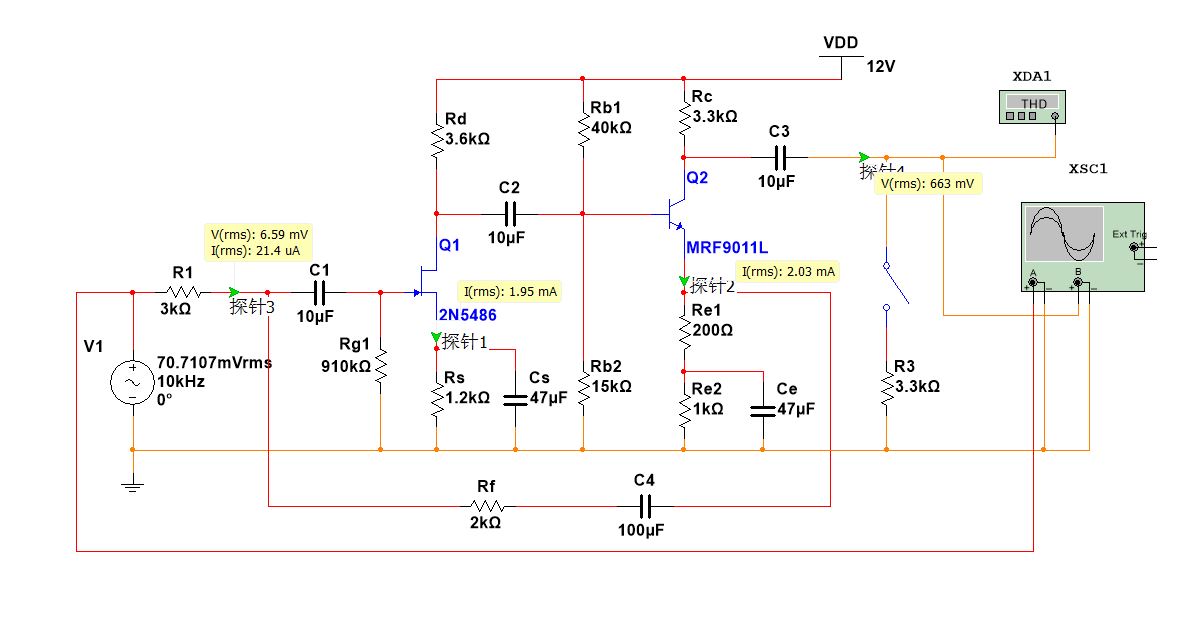 VDD
12V
XDA1
THD
Rd
3.6kΩ
Rb1
40kΩ
Rc
3.3kΩ
C3
10μF
探针4
V(rms): 663 mV
XSC1
Ext Trig
+
−
A
B
+
−
+
−
Q2
MRF9011L
C2
10μF
Q1
2N5486
V(rms): 6.59 mV
I(rms): 21.4 uA
R1
3kΩ
探针3
C1
10μF
I(rms): 1.95 mA
探针1
I(rms): 2.03 mA
探针2
Re1
200Ω
V1
70.7107mVrms
10kHz
0°
Rg1
910kΩ
Rs
1.2kΩ
Cs
47μF
Rb2
15kΩ
Re2
1kΩ
Ce
47μF
R3
3.3kΩ
Rf
2kΩ
C4
100μF